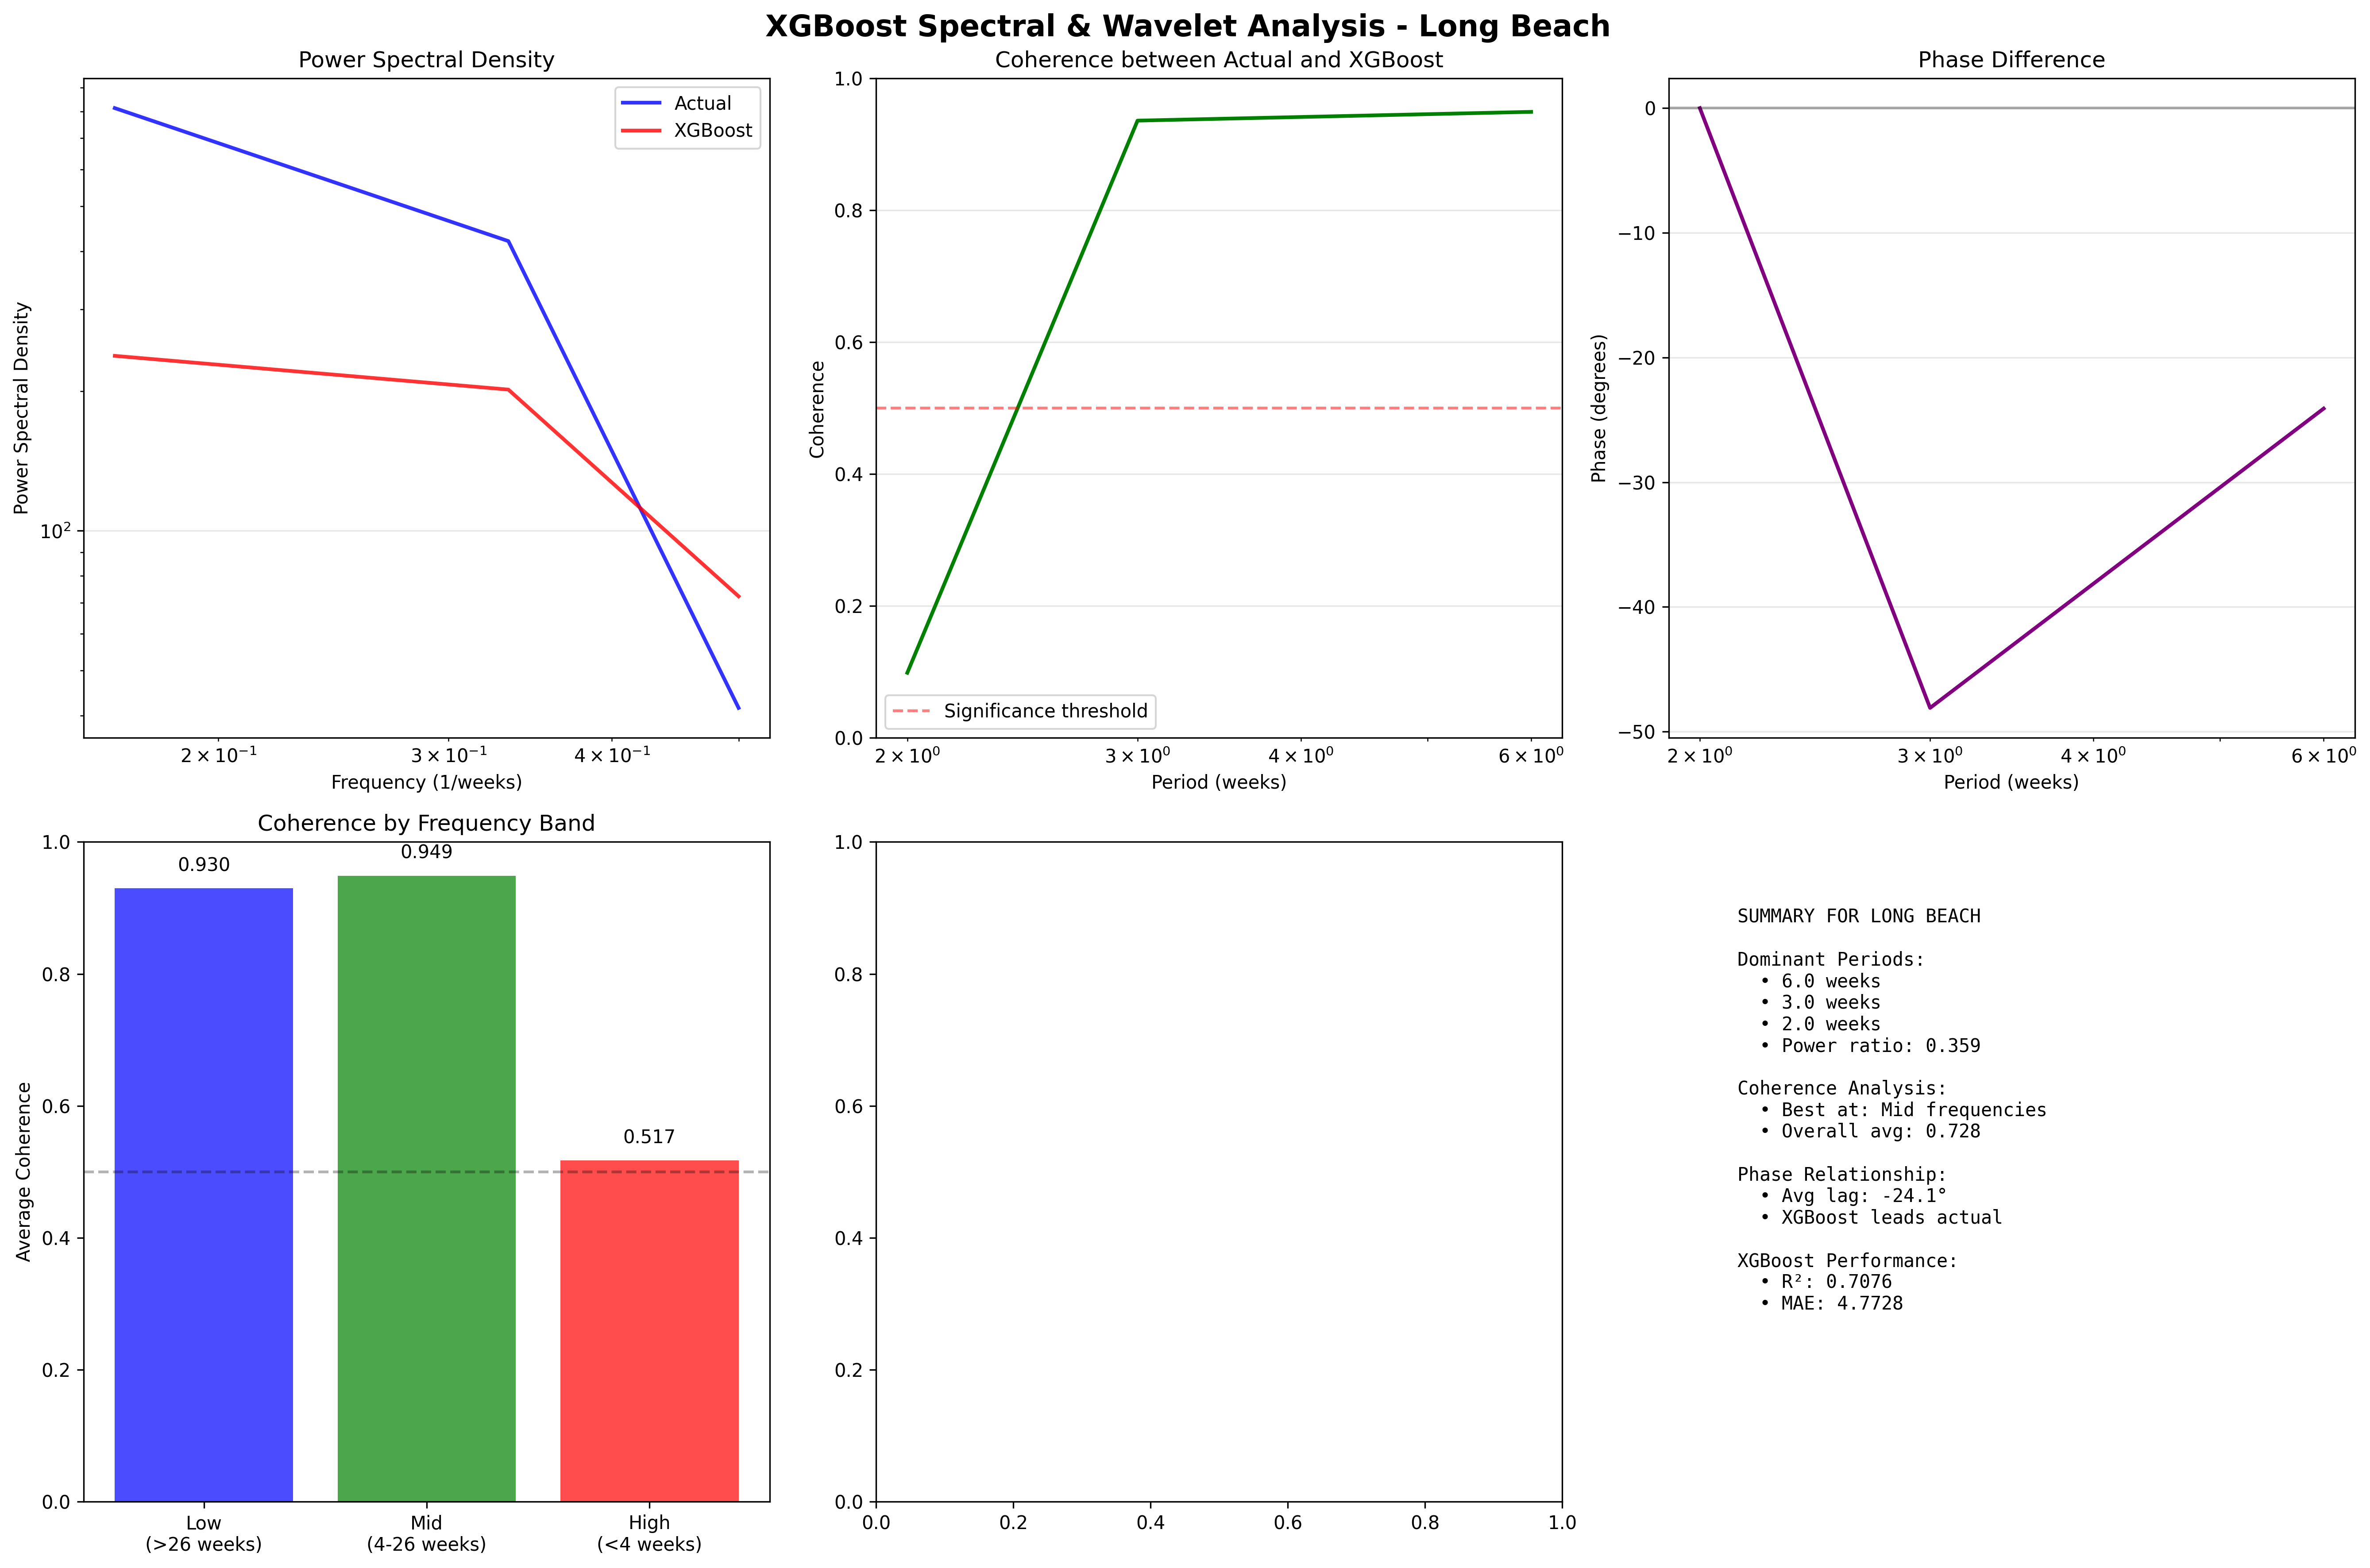 XGBoost Spectral & Wavelet Analysis - Long Beach
Power Spectral Density
Actual
XGBoost
Power Spectral Density
10²
2 × 10⁻¹
3 × 10⁻¹
4 × 10⁻¹
Frequency (1/weeks)
Coherence between Actual and XGBoost
1.0
0.8
0.6
0.4
0.2
0.0
Coherence
Significance threshold
2 × 10⁰
3 × 10⁰
4 × 10⁰
6 × 10⁰
Period (weeks)
Phase Difference
0
−10
−20
−30
−40
−50
Phase (degrees)
2 × 10⁰
3 × 10⁰
4 × 10⁰
6 × 10⁰
Period (weeks)
Coherence by Frequency Band
1.0
0.8
0.6
0.4
0.2
0.0
Average Coherence
0.930
0.949
0.517
Low
(>26 weeks)
Mid
(4-26 weeks)
High
(<4 weeks)
1.0
0.8
0.6
0.4
0.2
0.0
0.0
0.2
0.4
0.6
0.8
1.0
SUMMARY FOR LONG BEACH
Dominant Periods:
• 6.0 weeks
• 3.0 weeks
• 2.0 weeks
• Power ratio: 0.359
Coherence Analysis:
• Best at: Mid frequencies
• Overall avg: 0.728
Phase Relationship:
• Avg lag: -24.1°
• XGBoost leads actual
XGBoost Performance:
• R²: 0.7076
• MAE: 4.7728